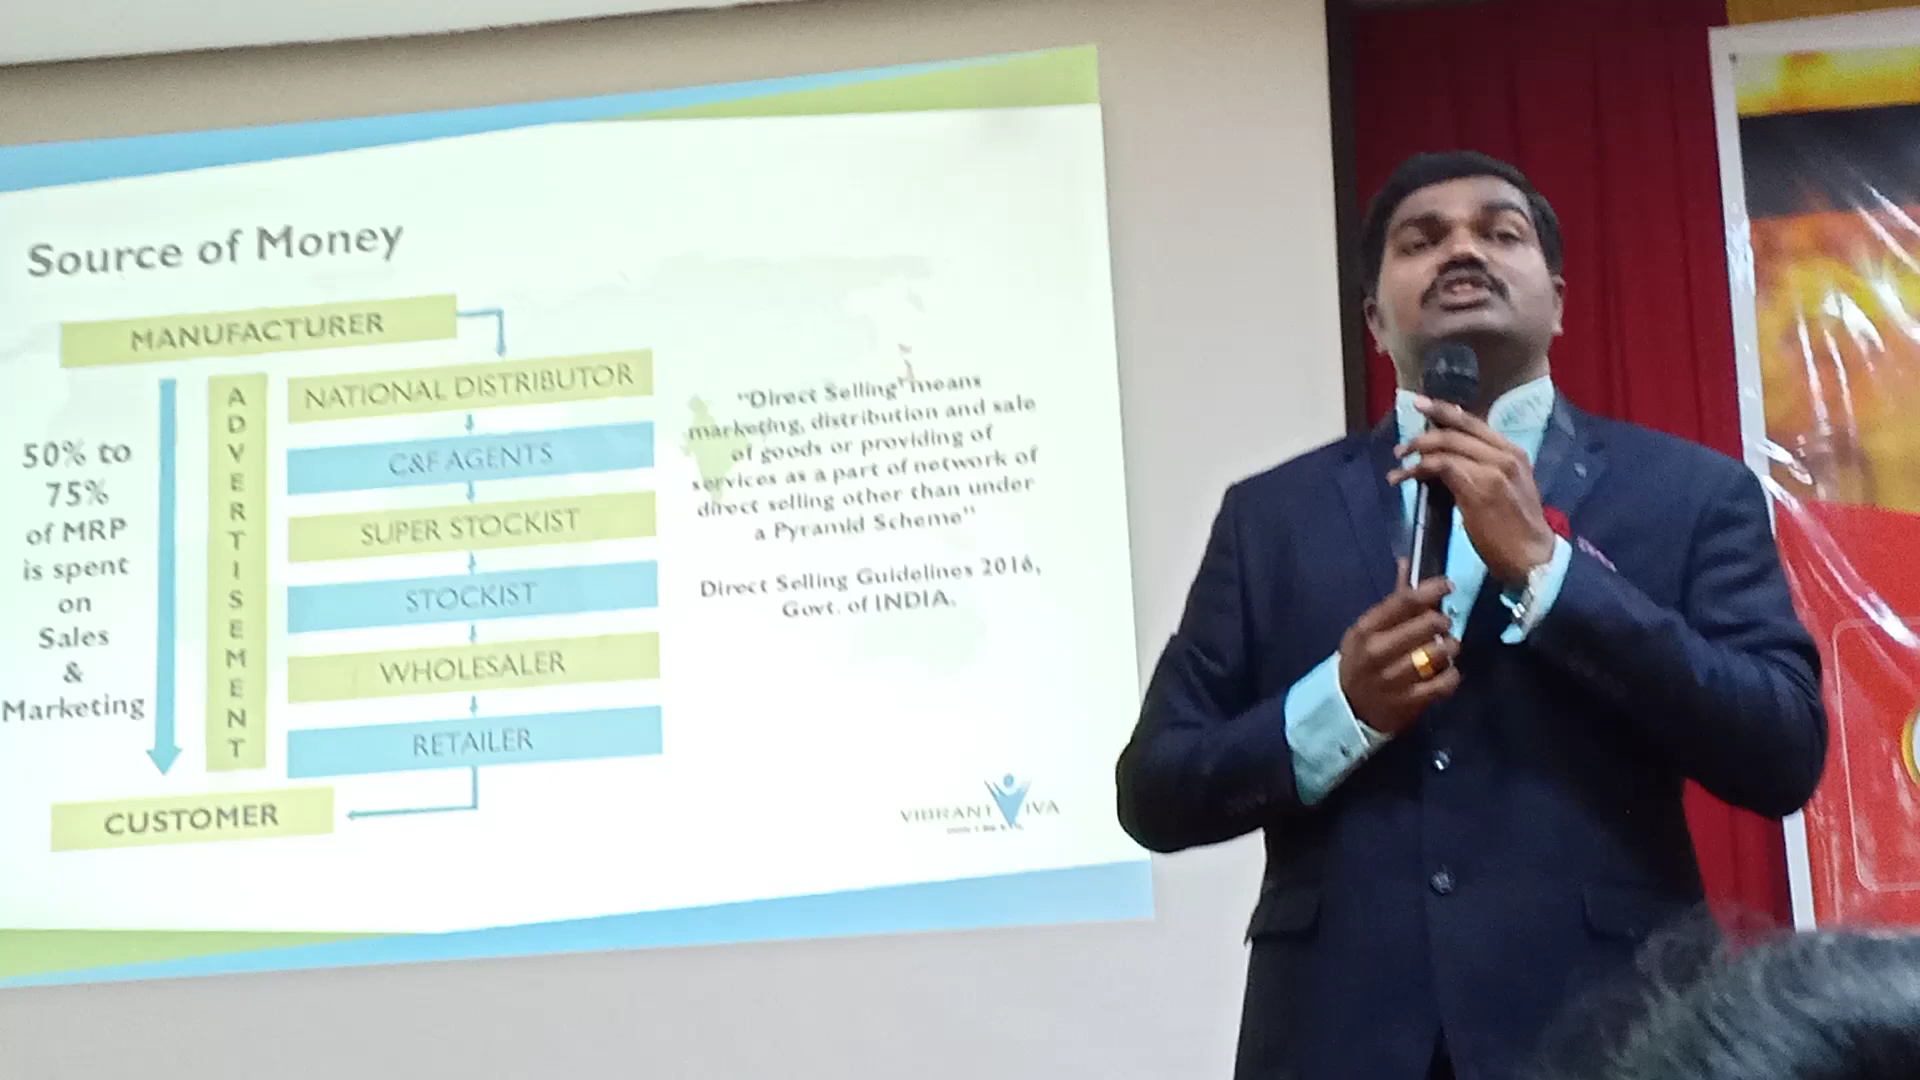 Source of Money
MANUFACTURER
50% to
75%
of MRP
is spent
on
Sales
&
Marketing
ADVERTISEMENT
NATIONAL DISTRIBUTOR
C&F AGENTS
SUPER STOCKIST
STOCKIST
WHOLESALER
RETAILER
CUSTOMER
"Direct Selling" means
marketing, distribution and sale
of goods or providing of
services as a part of network of
direct selling other than under
a Pyramid Scheme"
Direct Selling Guidelines 2016,
Govt. of INDIA.
VIBRANT VIVA